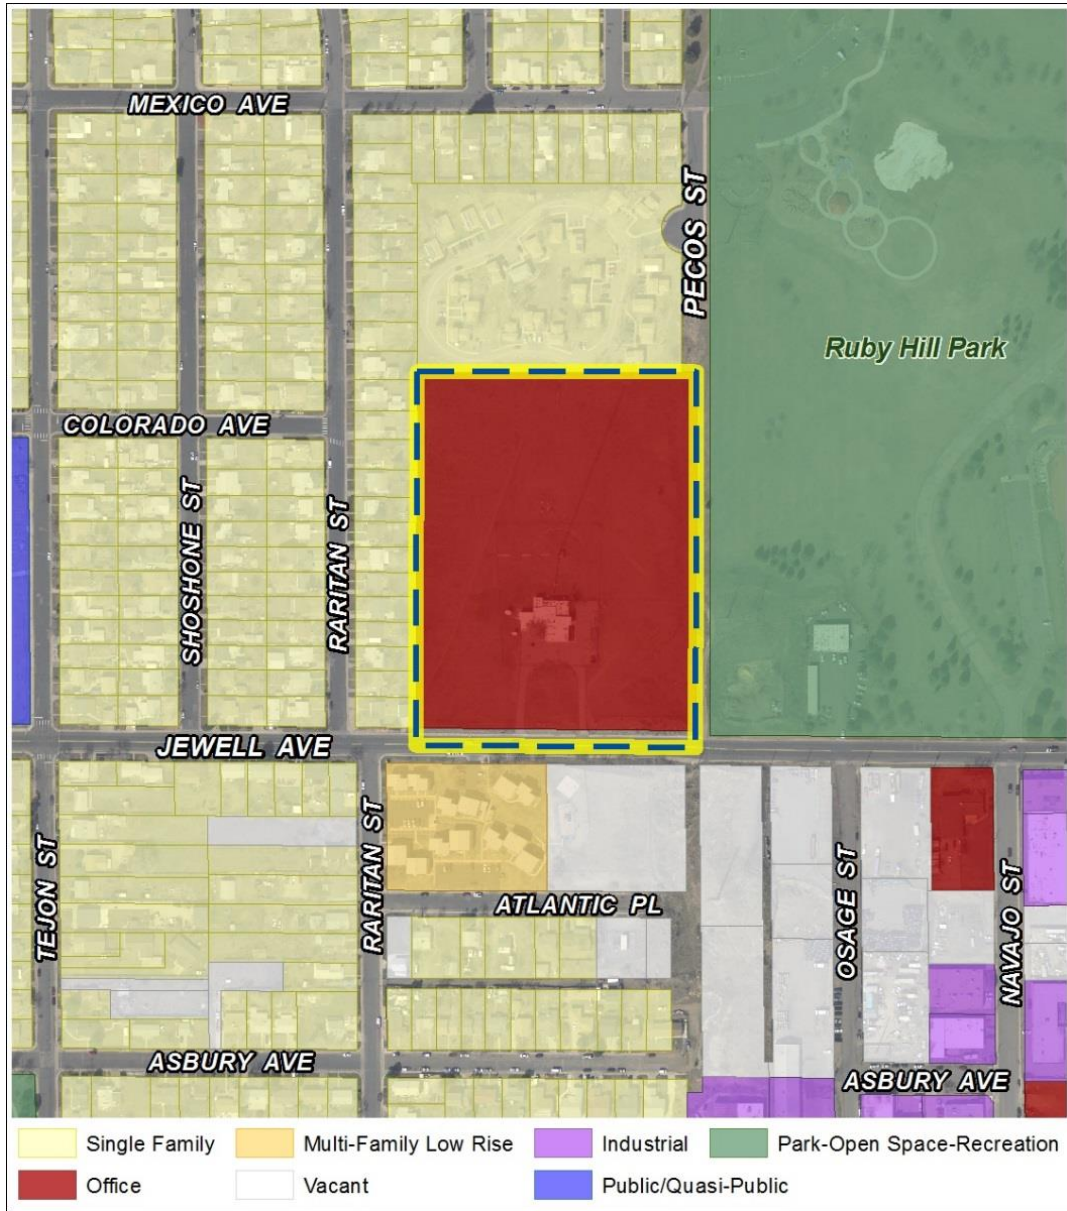 MEXICO AVE
PECOS ST
Ruby Hill Park
COLORADO AVE
SHOSHONE ST
RARITAN ST
JEWELL AVE
TEJON ST
RARITAN ST
ATLANTIC PL
OSAGE ST
NAVAJO ST
ASBURY AVE
ASBURY AVE
Single Family
Multi-Family Low Rise
Industrial
Park-Open Space-Recreation
Office
Vacant
Public/Quasi-Public